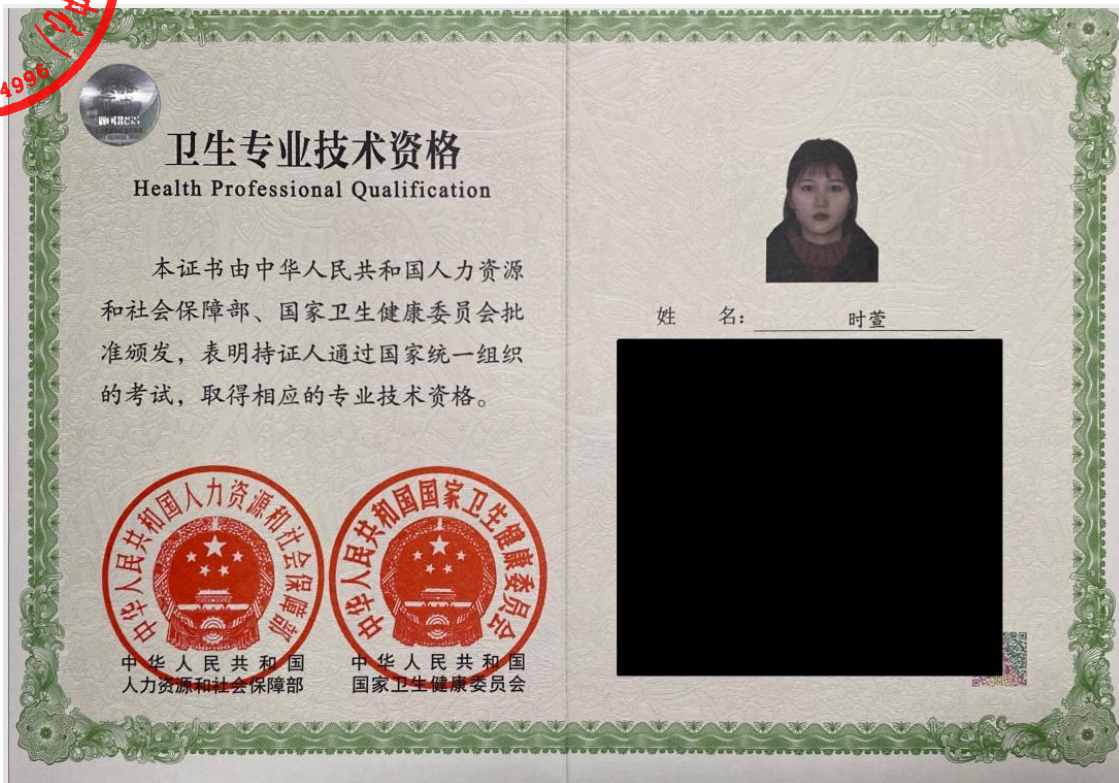 4996
卫生专业技术资格
Health Professional Qualification
本证书由中华人民共和国人力资源
和社会保障部、国家卫生健康委员会批
准颁发，表明持证人通过国家统一组织
的考试，取得相应的专业技术资格。
中华人民共和国人力资源和社会保障部
中华人民共和国国家卫生健康委员会
中华人民共和国
人力资源和社会保障部
中华人民共和国
国家卫生健康委员会
姓 名：时萱